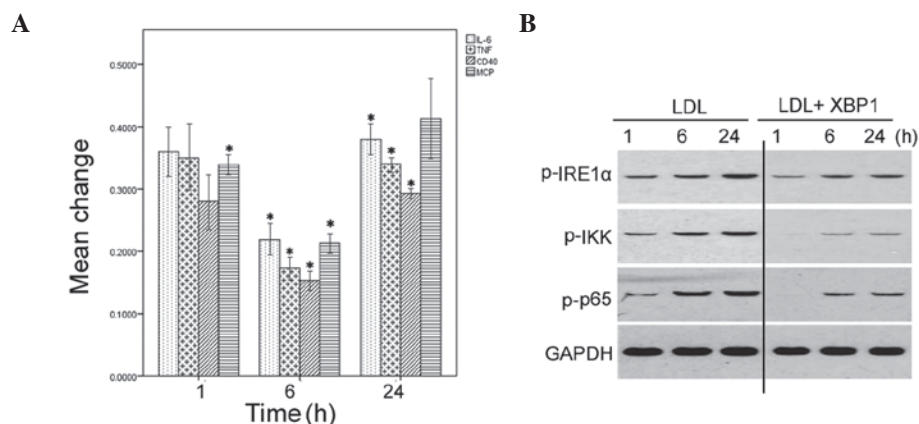 A
B
IL-6
TNF
CD40
MCP
Mean change
0.5000
0.4000
0.3000
0.2000
0.1000
0.0000
* * * * * * * *
1 6 24
Time (h)
LDL LDL+ XBP1
1 6 24 1 6 24 (h)
p-IRE1α
p-IKK
p-p65
GAPDH